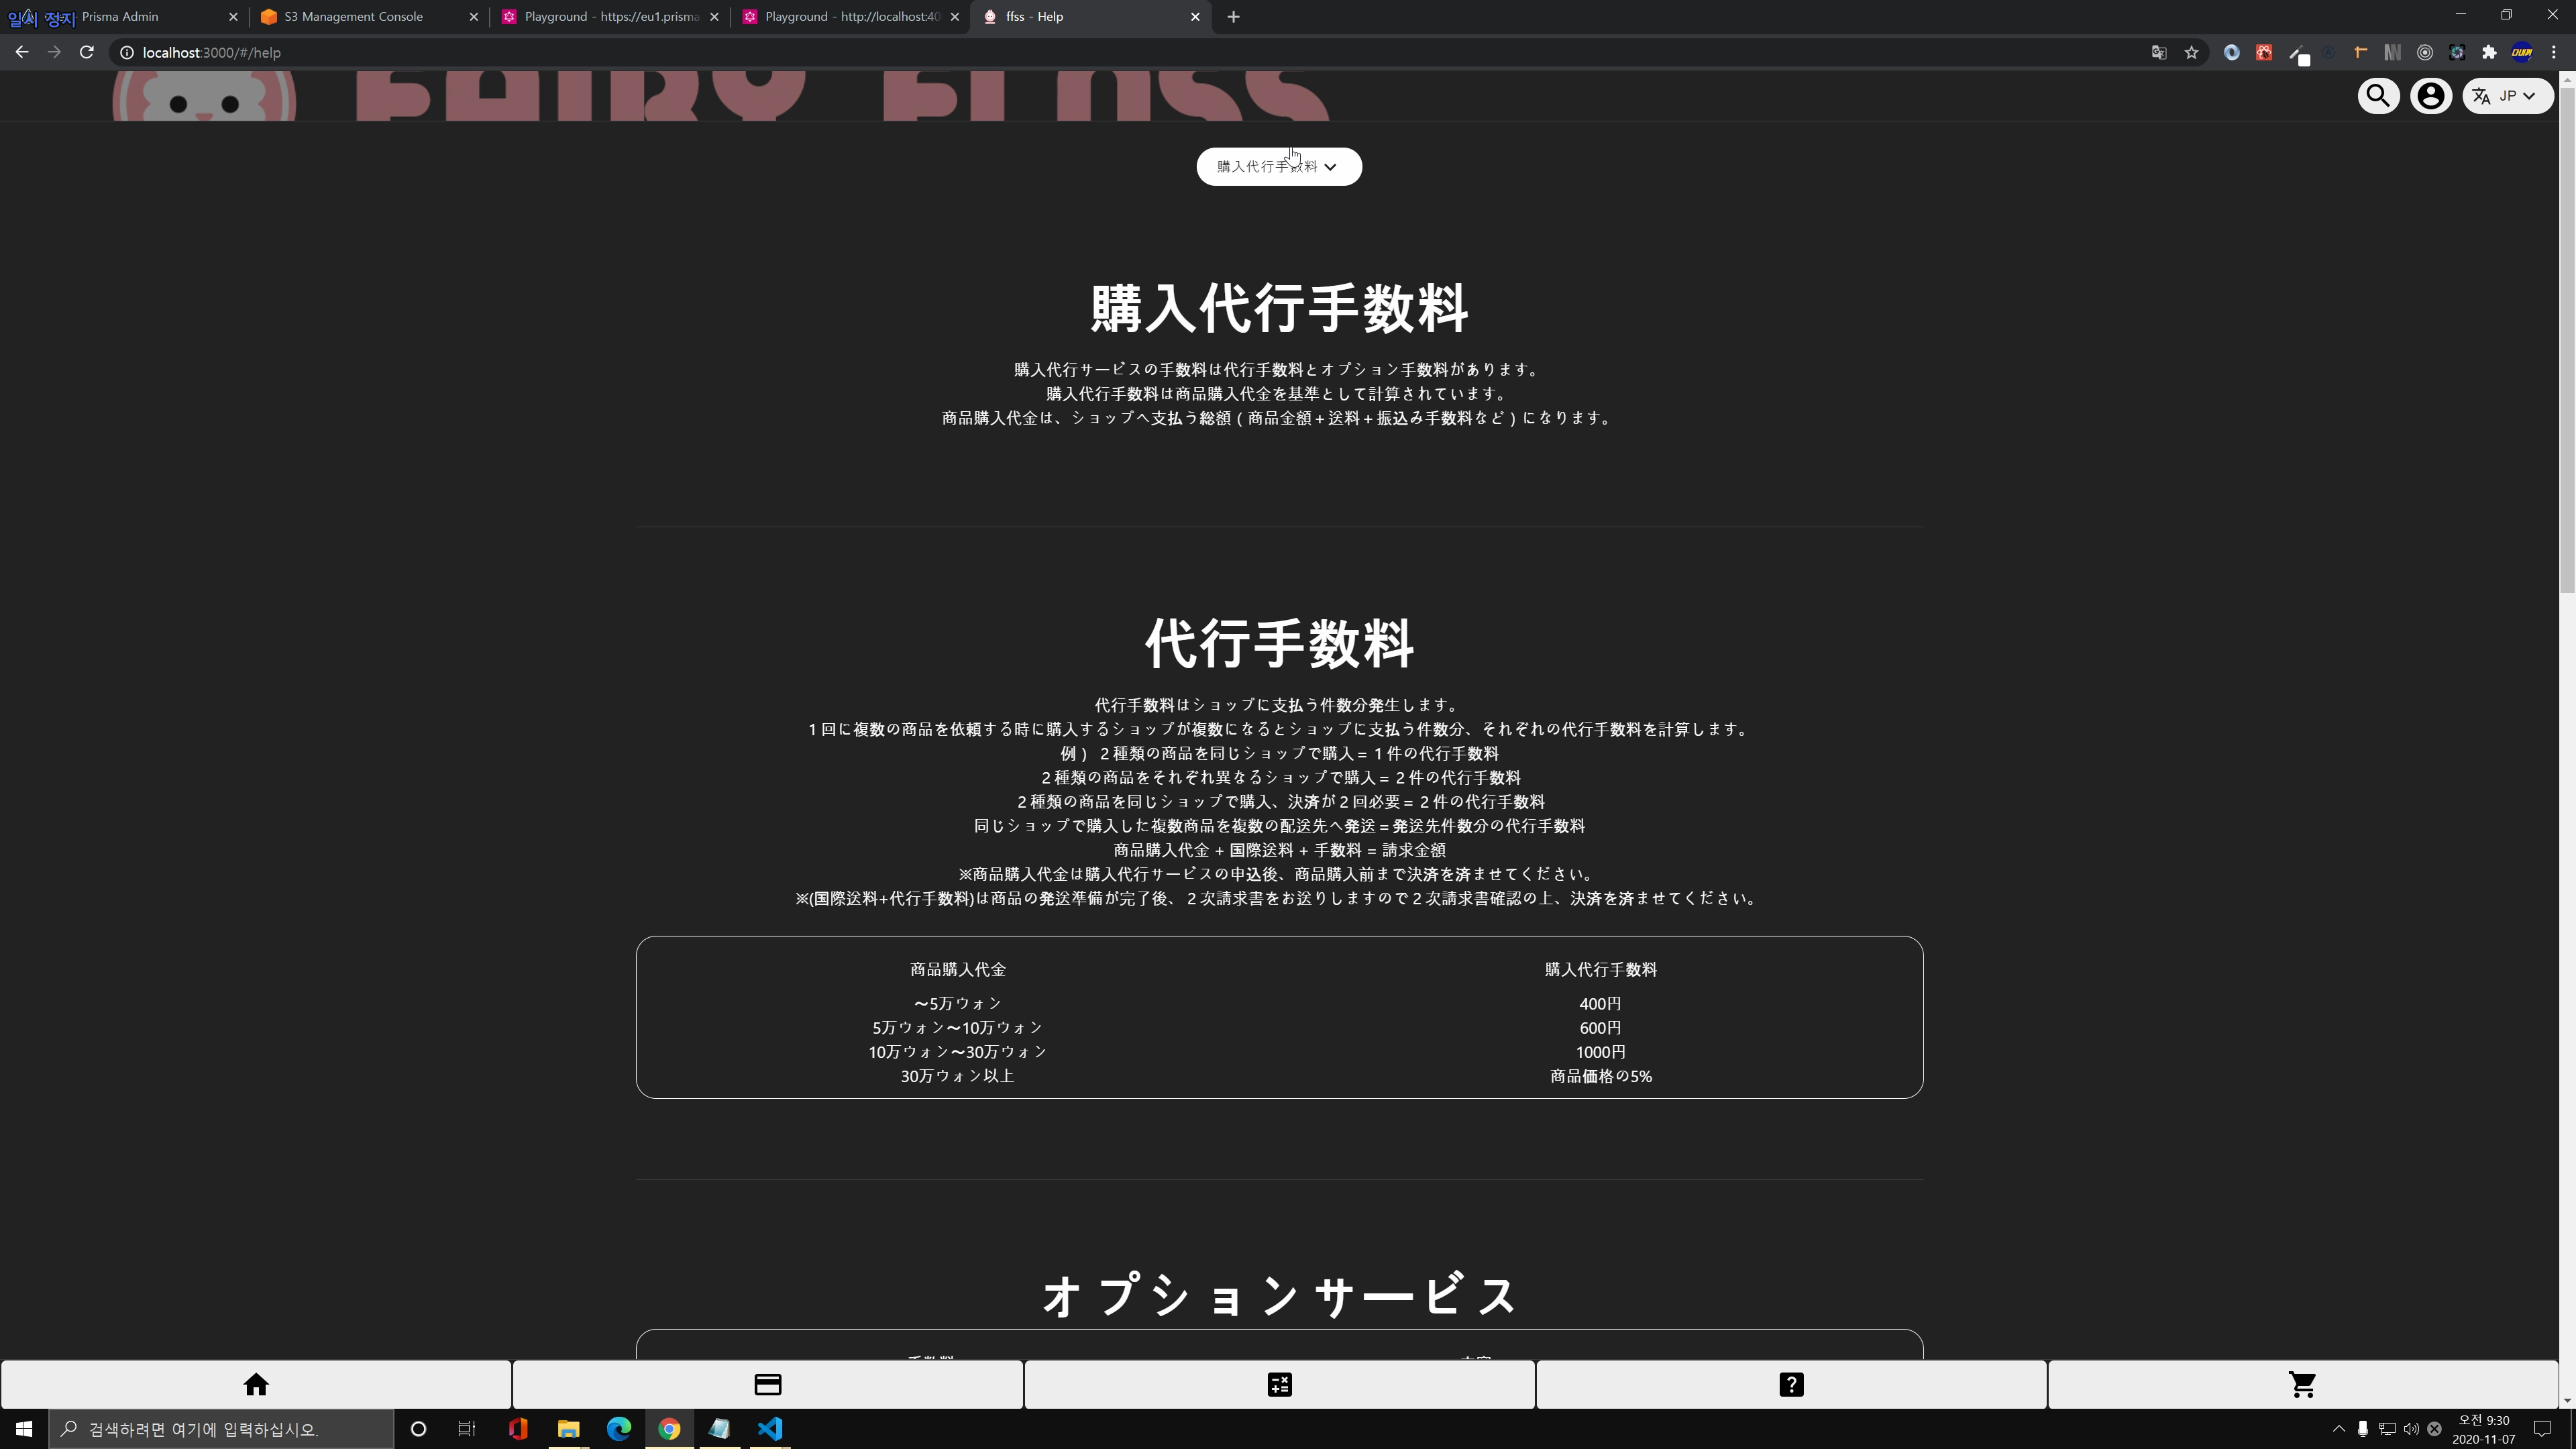 일시 정지
Prisma Admin
S3 Management Console
Playground - https://eu1.prisma
Playground - http://localhost:40
ffss - Help
localhost:3000/#/help
FAIRY FLOSS
JP
購入代行手数料
購入代行手数料
購入代行サービスの手数料は代行手数料とオプション手数料があります。
購入代行手数料は商品購入代金を基準として計算されています。
商品購入代金は、ショップへ支払う総額 ( 商品金額 + 送料 + 振込み手数料など ) になります。
代行手数料
代行手数料はショップに支払う件数分発生します。
1 回に複数の商品を依頼する時に購入するショップが複数になるとショップに支払う件数分、それぞれの代行手数料を計算します。
例 ) 2 種類の商品を同じショップで購入 = 1 件の代行手数料
2 種類の商品をそれぞれ異なるショップで購入 = 2 件の代行手数料
2 種類の商品を同じショップで購入、決済が 2 回必要 = 2 件の代行手数料
同じショップで購入した複数商品を複数の配送先へ発送 = 発送先件数分の代行手数料
商品購入代金 + 国際送料 + 手数料 = 請求金額
※商品購入代金は購入代行サービスの申込後、商品購入前まで決済を済ませてください。
※(国際送料+代行手数料)は商品の発送準備が完了後、 2 次請求書をお送りしますので 2 次請求書確認の上、決済を済ませてください。
商品購入代金
購入代行手数料
〜5万ウォン
400円
5万ウォン〜10万ウォン
600円
10万ウォン〜30万ウォン
1000円
30万ウォン以上
商品価格の5%
オプションサービス
검색하려면 여기에 입력하십시오.
오전 9:30
2020-11-07